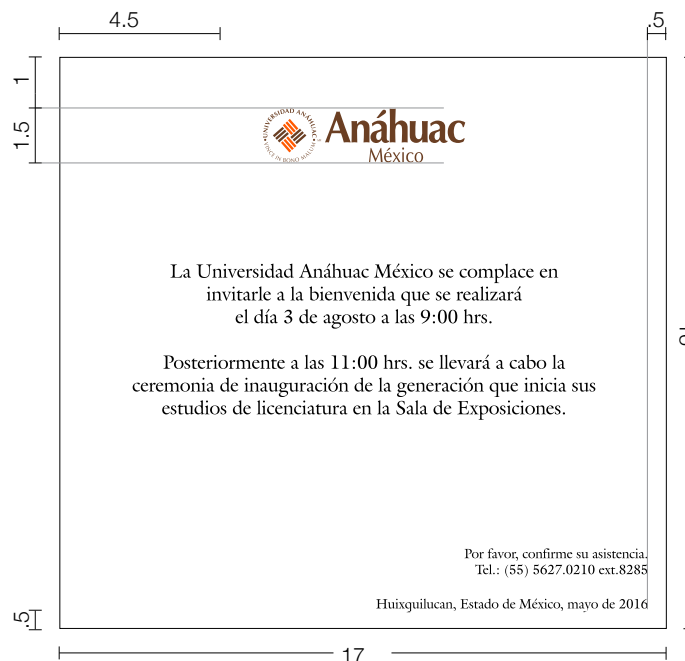 4.5
.5
1
1.5
UNIVERSIDAD ANÁHUAC
VINCE IN BONO MALUM
Anáhuac
México
La Universidad Anáhuac México se complace en
invitarle a la bienvenida que se realizará
el día 3 de agosto a las 9:00 hrs.
Posteriormente a las 11:00 hrs. se llevará a cabo la
ceremonia de inauguración de la generación que inicia sus
estudios de licenciatura en la Sala de Exposiciones.
Por favor, confirme su asistencia.
Tel.: (55) 5627.0210 ext.8285
Huixquilucan, Estado de México, mayo de 2016
.5
17